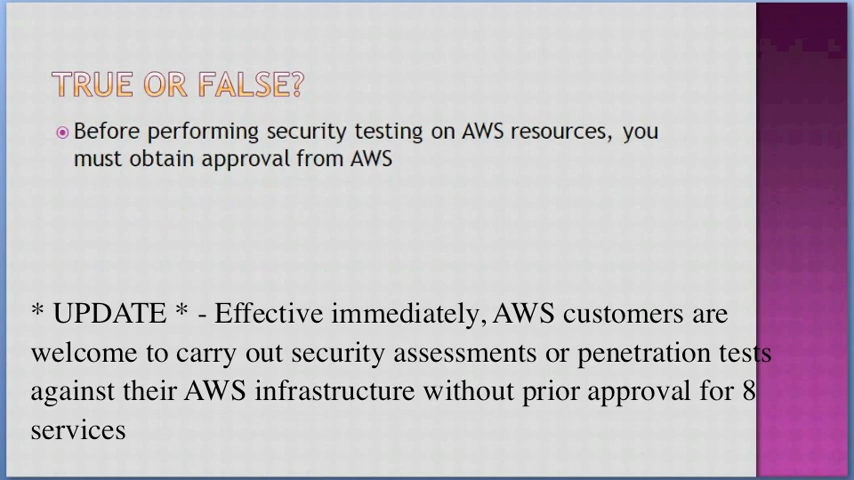 TRUE OR FALSE?
Before performing security testing on AWS resources, you
must obtain approval from AWS
* UPDATE * - Effective immediately, AWS customers are
welcome to carry out security assessments or penetration tests
against their AWS infrastructure without prior approval for 8
services